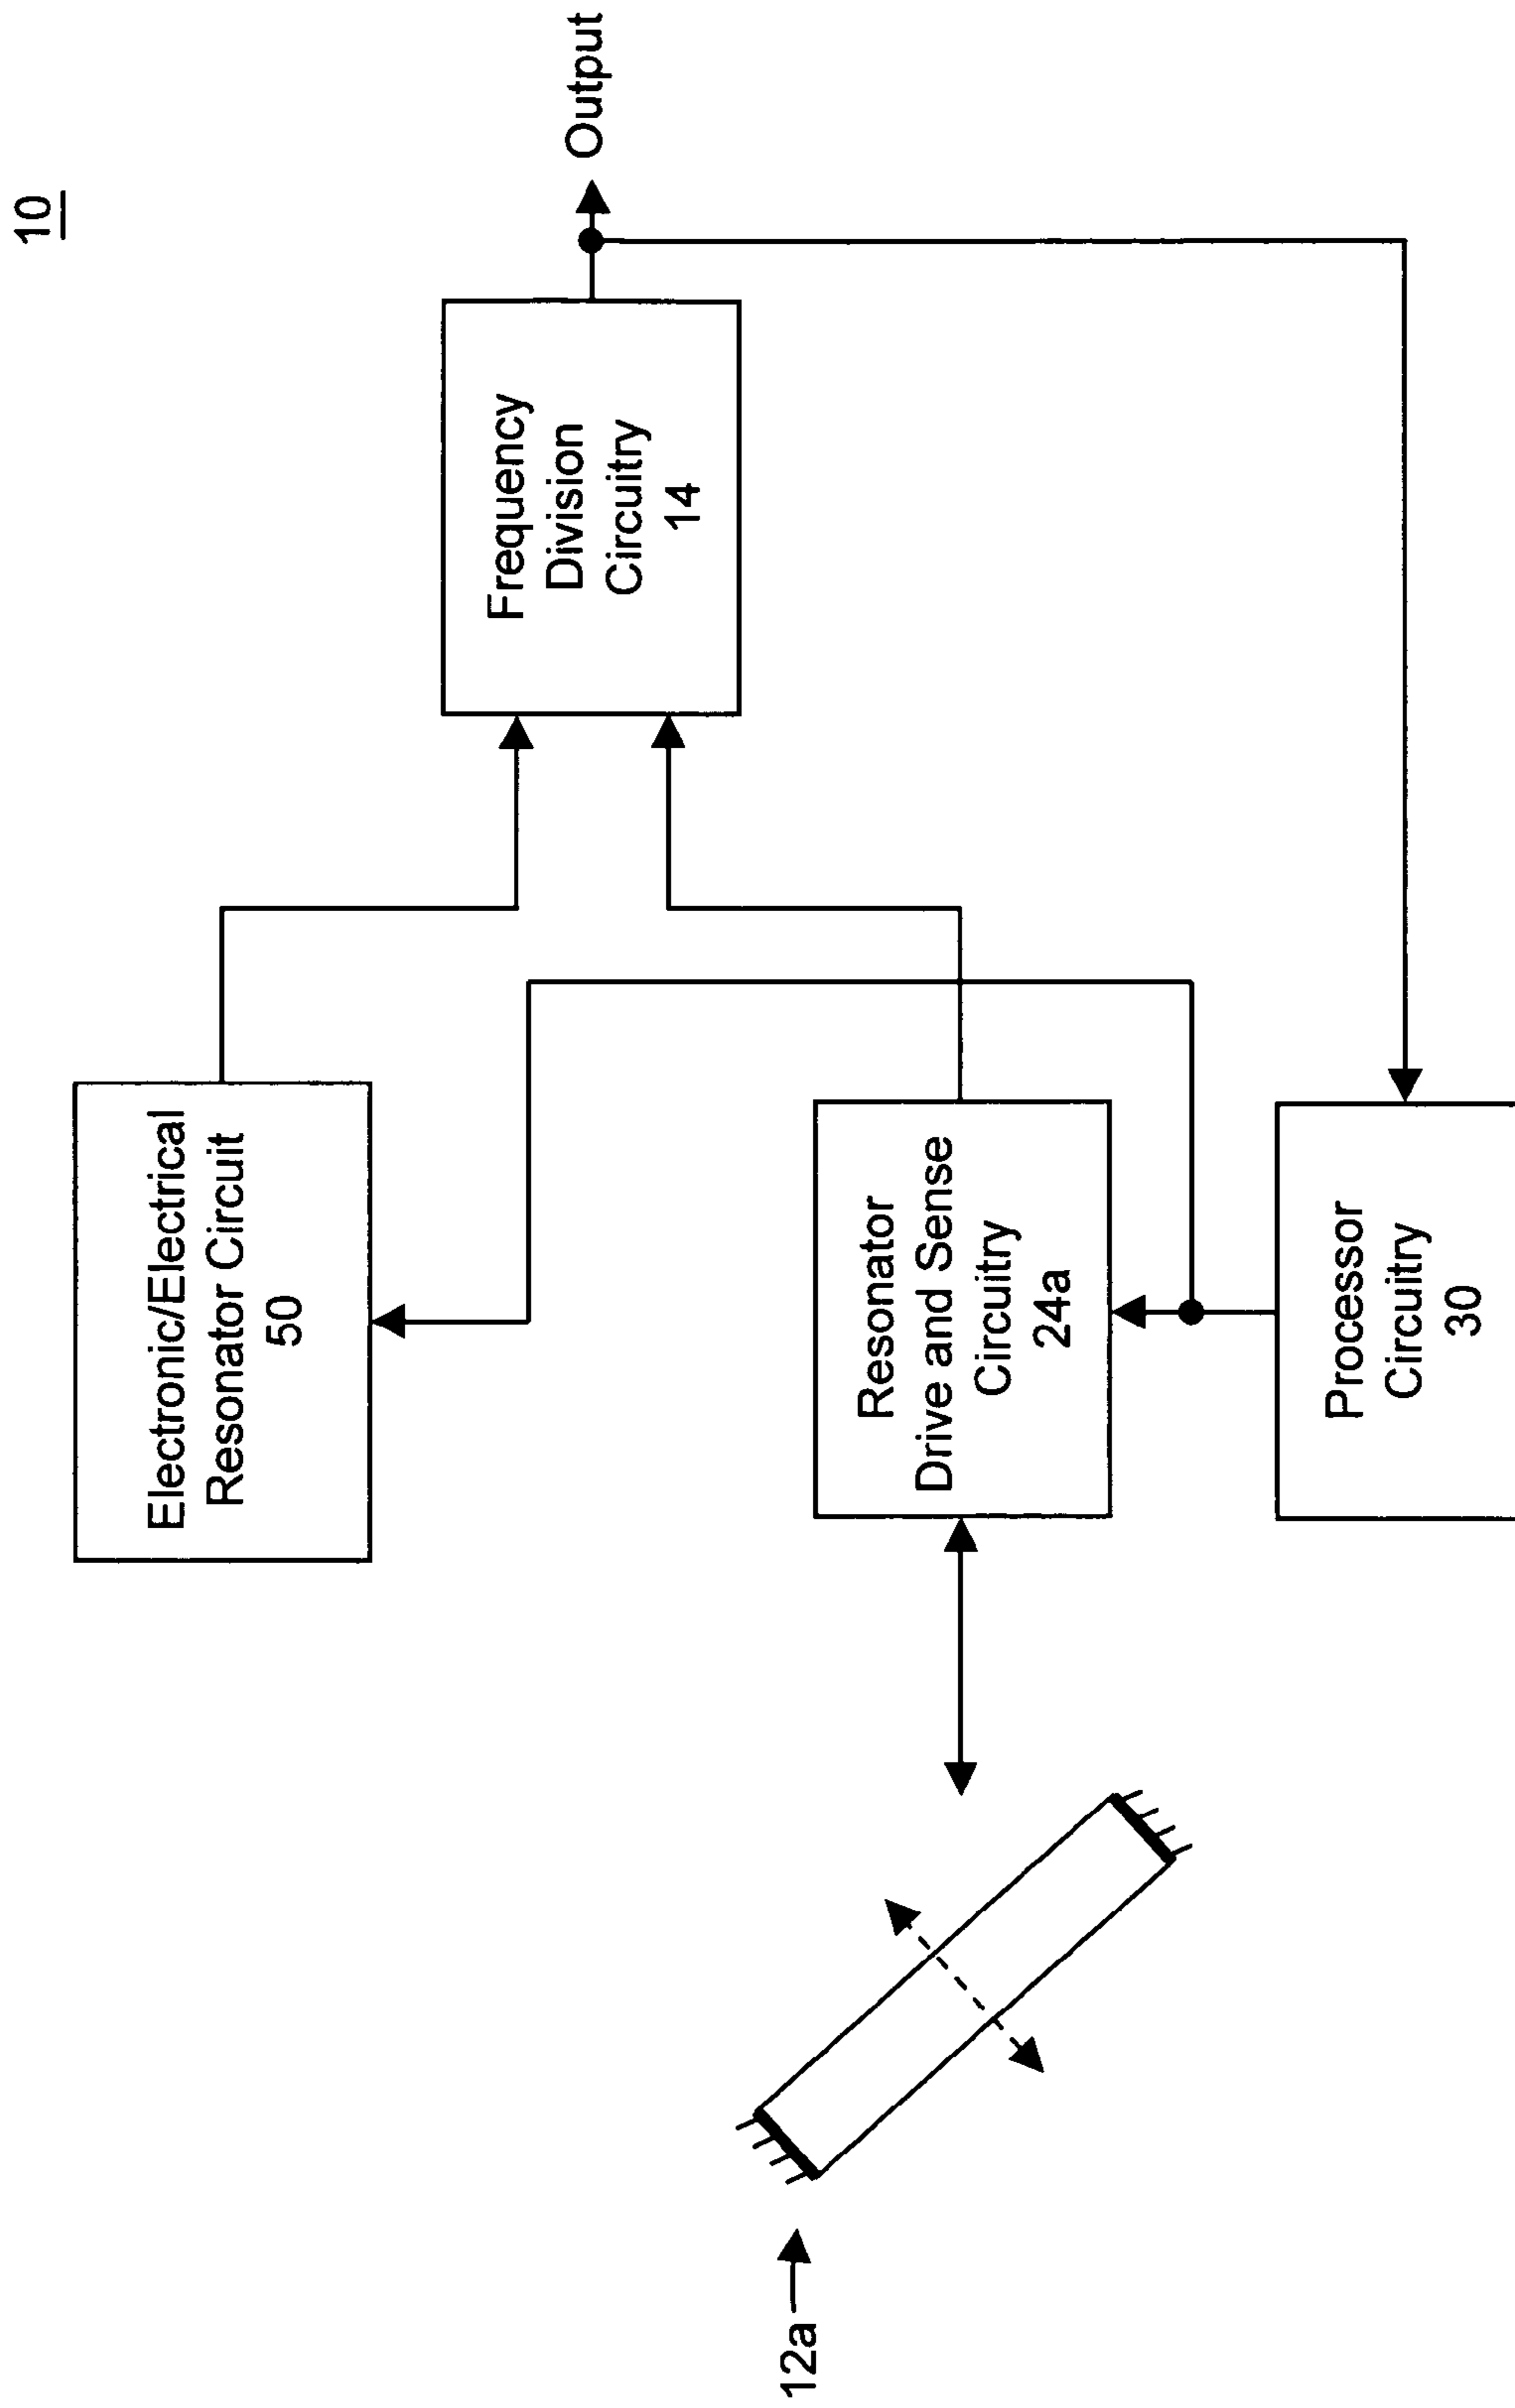 10
Electronic/Electrical
Resonator Circuit
50
Frequency
Division
Circuitry
14
Output
12a
Resonator
Drive and Sense
Circuitry
24a
Processor
Circuitry
30